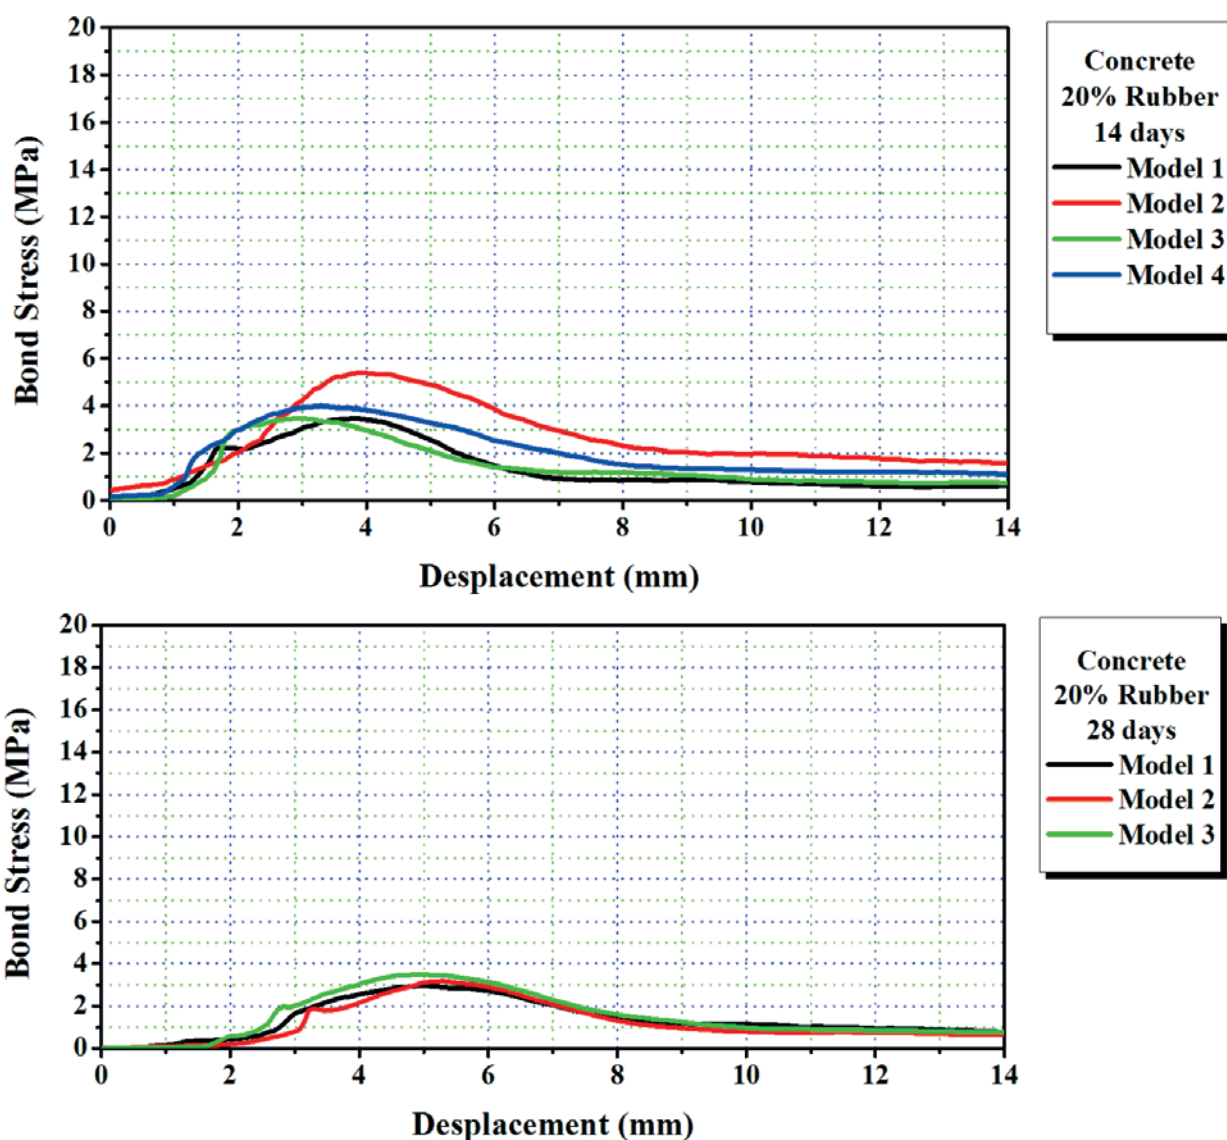 20
18
16
14
12
10
8
6
4
2
0
Bond Stress (MPa)
0 2 4 6 8 10 12 14
Desplacement (mm)
Concrete
20% Rubber
14 days
Model 1
Model 2
Model 3
Model 4
20
18
16
14
12
10
8
6
4
2
0
Bond Stress (MPa)
0 2 4 6 8 10 12 14
Desplacement (mm)
Concrete
20% Rubber
28 days
Model 1
Model 2
Model 3